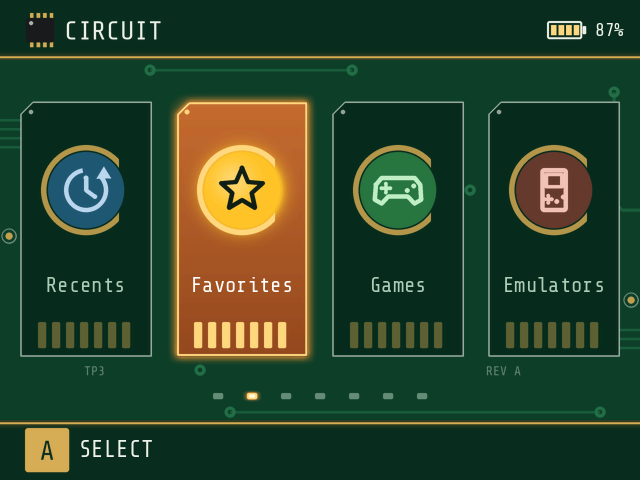 CIRCUIT
87%
Recents
Favorites
Games
Emulators
TP3
REV A
A SELECT